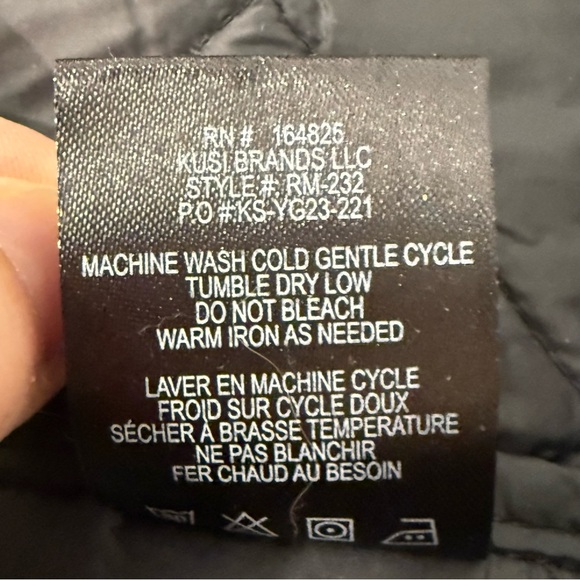 RN # 164825
KUSI BRANDS LLC
STYLE #: RM-232
P.O #:KS-YG23-221
MACHINE WASH COLD GENTLE CYCLE
TUMBLE DRY LOW
DO NOT BLEACH
WARM IRON AS NEEDED
LAVER EN MACHINE CYCLE
FROID SUR CYCLE DOUX
SÉCHER À BRASSE TEMPERATURE
NE PAS BLANCHIR
FER CHAUD AU BESOIN